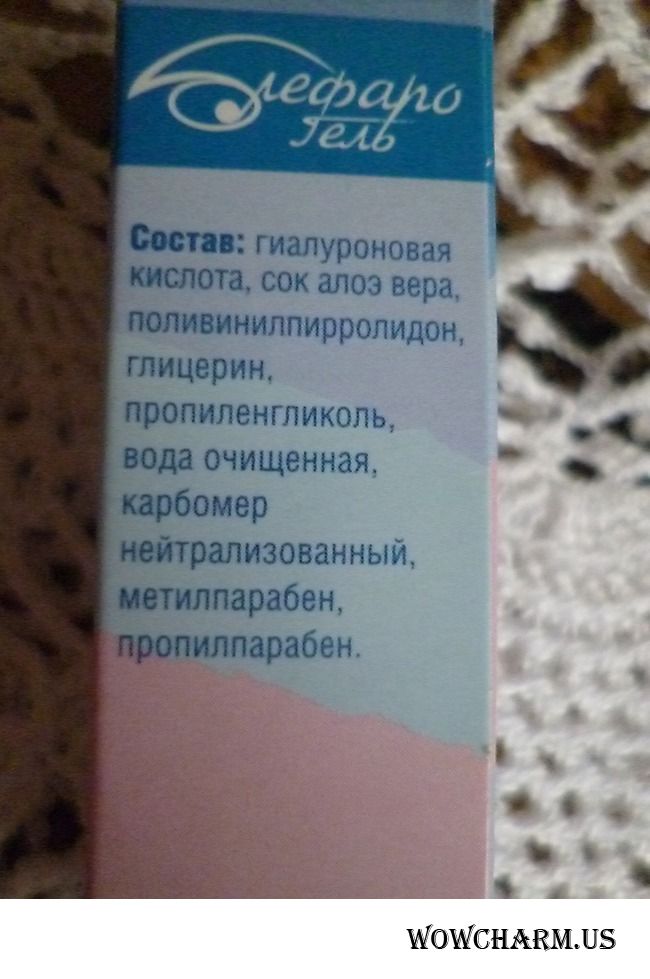 Блефаро
Гель
Состав: гиалуроновая
кислота, сок алоэ вера,
поливинилпирролидон,
глицерин,
пропиленгликоль,
вода очищенная,
карбомер
нейтрализованный,
метилпарабен,
пропилпарабен.
WOWCHARM.US